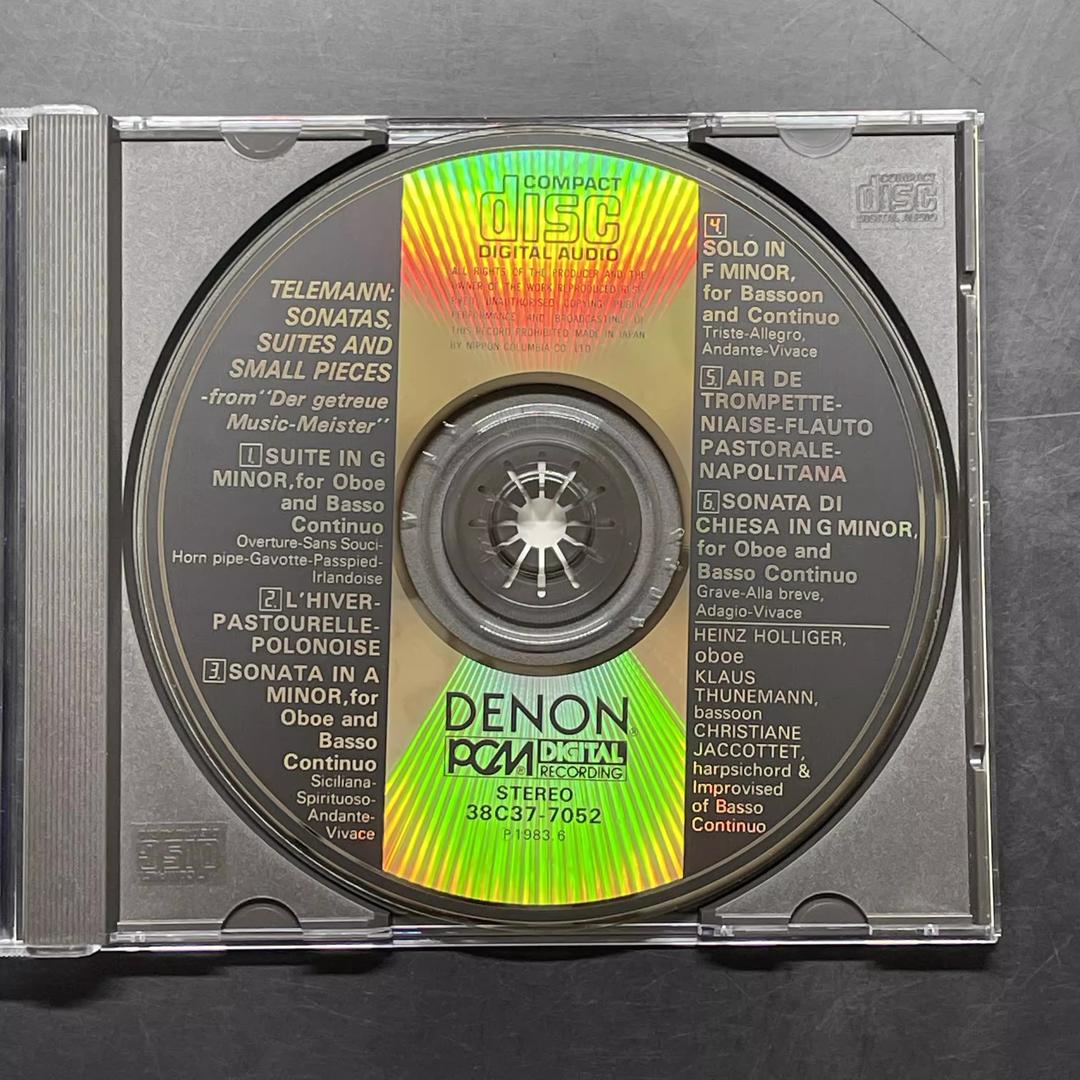 COMPACT
disc
DIGITAL AUDIO
ALL RIGHTS OF THE PRODUCER AND THE
OWNER OF THE WORK REPRODUCED RES-
ERVED UNAUTHORISED COPYING PUBLIC
PERFORMANCE AND BROADCASTING OF
THIS RECORD PROHIBITED MADE IN JAPAN
BY NIPPON COLUMBIA CO. LTD
TELEMANN:
SONATAS,
SUITES AND
SMALL PIECES
-from"Der getreue
Music-Meister"
1. SUITE IN G
MINOR, for Oboe
and Basso
Continuo
Overture-Sans Souci-
Horn pipe-Gavotte-Passpied-
Irlandoise
2. L'HIVER-
PASTOURELLE-
POLONOISE
3. SONATA IN A
MINOR, for
Oboe and
Basso
Continuo
Siciliana-
Spirituoso-
Andante-
Vivace
4.
SOLO IN
F MINOR,
for Bassoon
and Continuo
Triste-Allegro,
Andante-Vivace
5. AIR DE
TROMPETTE-
NIAISE-FLAUTO
PASTORALE-
NAPOLITANA
6. SONATA DI
CHIESA IN G MINOR,
for Oboe and
Basso Continuo
Grave-Alla breve,
Adagio-Vivace
HEINZ HOLLIGER,
oboe
KLAUS
THUNEMANN,
bassoon
CHRISTIANE
JACCOTTET,
harpsichord &
Improvised
of Basso
Continuo
DENON
PCM DIGITAL
RECORDING
STEREO
38C37-7052
P 1983.6
COMPACT
disc
DIGITAL AUDIO